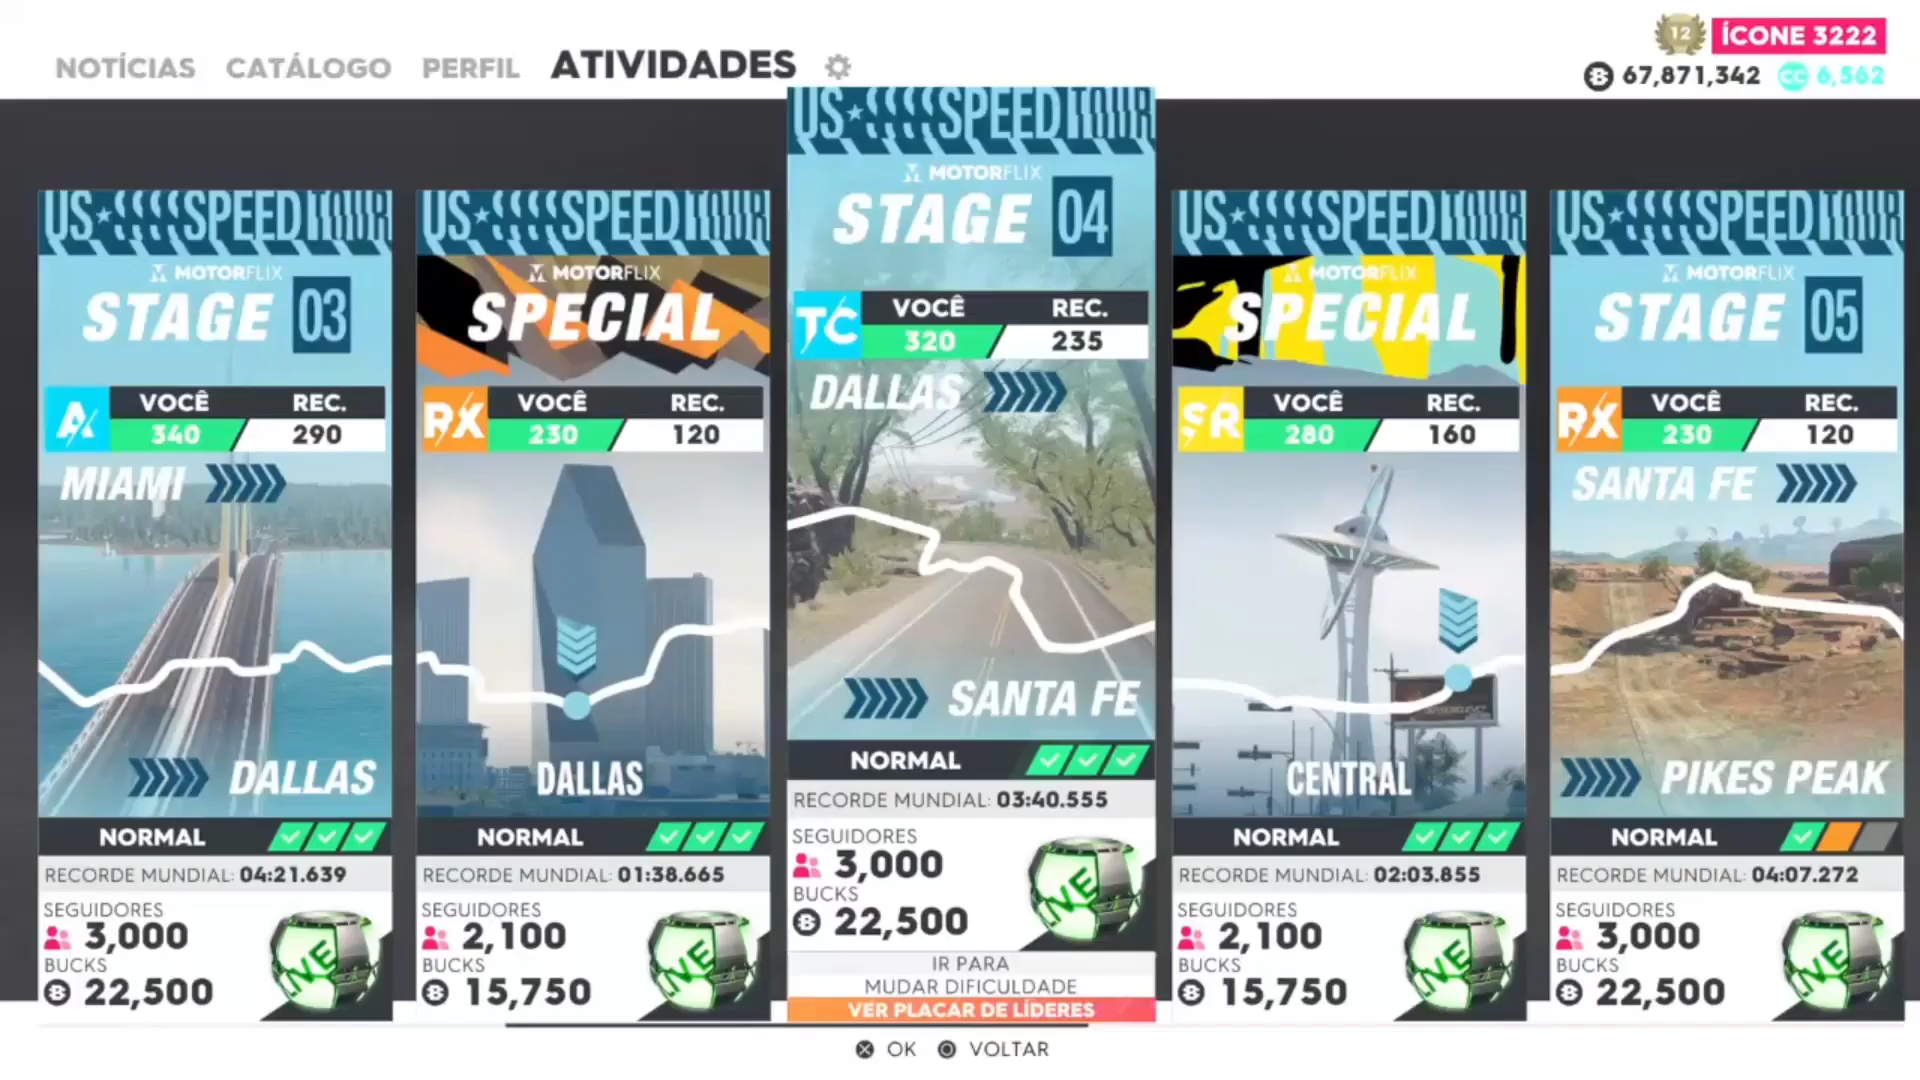 12 ÍCONE 3222
NOTÍCIAS CATÁLOGO PERFIL ATIVIDADES
67,871,342 CC 6,562
US SPEED TOUR
MOTORFLIX
STAGE 03
A VOCÊ REC.
340 290
MIAMI
DALLAS
NORMAL
RECORDE MUNDIAL: 04:21.639
SEGUIDORES
3,000
BUCKS
22,500
LIVE
US SPEED TOUR
MOTORFLIX
SPECIAL
RX VOCÊ REC.
230 120
DALLAS
NORMAL
RECORDE MUNDIAL: 01:38.665
SEGUIDORES
2,100
BUCKS
15,750
LIVE
US SPEED TOUR
MOTORFLIX
STAGE 04
TC VOCÊ REC.
320 235
DALLAS
SANTA FE
NORMAL
RECORDE MUNDIAL: 03:40.555
SEGUIDORES
3,000
BUCKS
22,500
LIVE
IR PARA
MUDAR DIFICULDADE
VER PLACAR DE LÍDERES
US SPEED TOUR
MOTORFLIX
SPECIAL
SR VOCÊ REC.
280 160
CENTRAL
NORMAL
RECORDE MUNDIAL: 02:03.855
SEGUIDORES
2,100
BUCKS
15,750
LIVE
US SPEED TOUR
MOTORFLIX
STAGE 05
RX VOCÊ REC.
230 120
SANTA FE
PIKES PEAK
NORMAL
RECORDE MUNDIAL: 04:07.272
SEGUIDORES
3,000
BUCKS
22,500
LIVE
OK VOLTAR